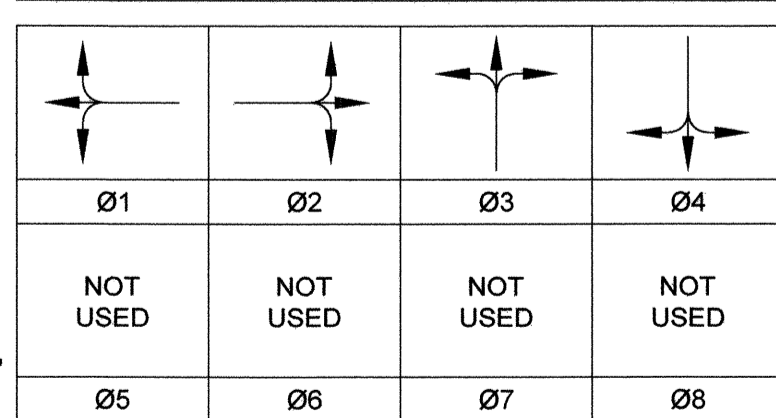 Ø1 Ø2 Ø3 Ø4
NOT NOT NOT NOT
USED USED USED USED
Ø5 Ø6 Ø7 Ø8